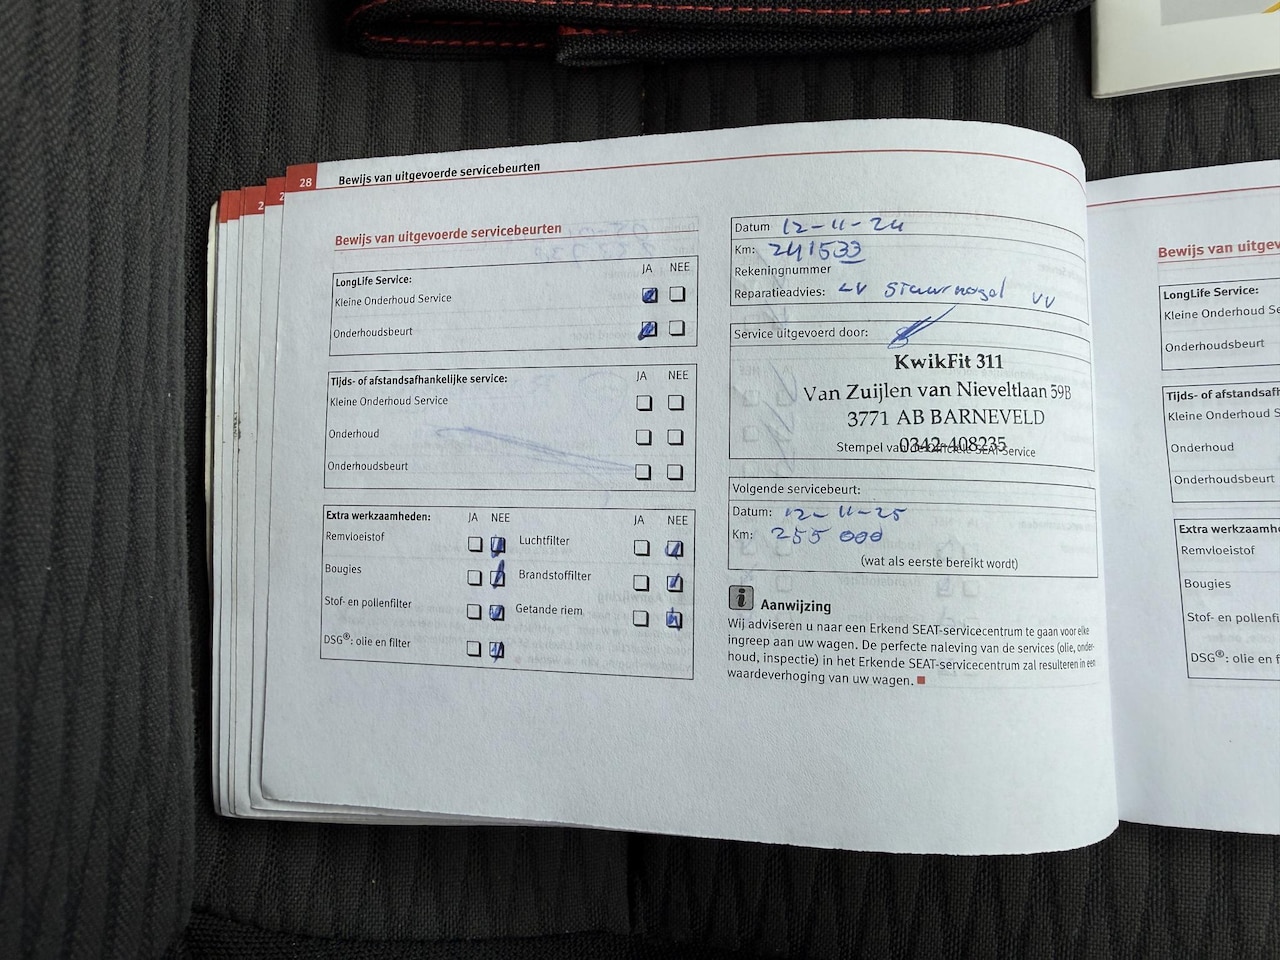 28 Bewijs van uitgevoerde servicebeurten
2
2
Bewijs van uitgevoerde servicebeurten
LongLife Service:
JA NEE
Kleine Onderhoud Service
Onderhoudsbeurt
Tijds- of afstandsafhankelijke service:
JA NEE
Kleine Onderhoud Service
Onderhoud
Onderhoudsbeurt
Extra werkzaamheden: JA NEE JA NEE
Remvloeistof Luchtfilter
Bougies Brandstoffilter
Stof- en pollenfilter Getande riem
DSG®: olie en filter
Datum 12-11-24
Km: 241533
Rekeningnummer
Reparatieadvies: LV stuurkogel VV
Service uitgevoerd door:
KwikFit 311
Van Zuijlen van Nieveltlaan 59B
3771 AB BARNEVELD
0342-408235
Stempel van de officiële SEAT-Service
Volgende servicebeurt:
Datum: 12-11-25
Km: 255 000
(wat als eerste bereikt wordt)
i Aanwijzing
Wij adviseren u naar een Erkend SEAT-servicecentrum te gaan voor elke
ingreep aan uw wagen. De perfecte naleving van de services (olie, onder-
houd, inspectie) in het Erkende SEAT-servicecentrum zal resulteren in een
waardeverhoging van uw wagen.
Bewijs van uitgev
LongLife Service:
Kleine Onderhoud Se
Onderhoudsbeurt
Tijds- of afstandsafh
Kleine Onderhoud S
Onderhoud
Onderhoudsbeurt
Extra werkzaamhe
Remvloeistof
Bougies
Stof- en pollenfi
DSG®: olie en f